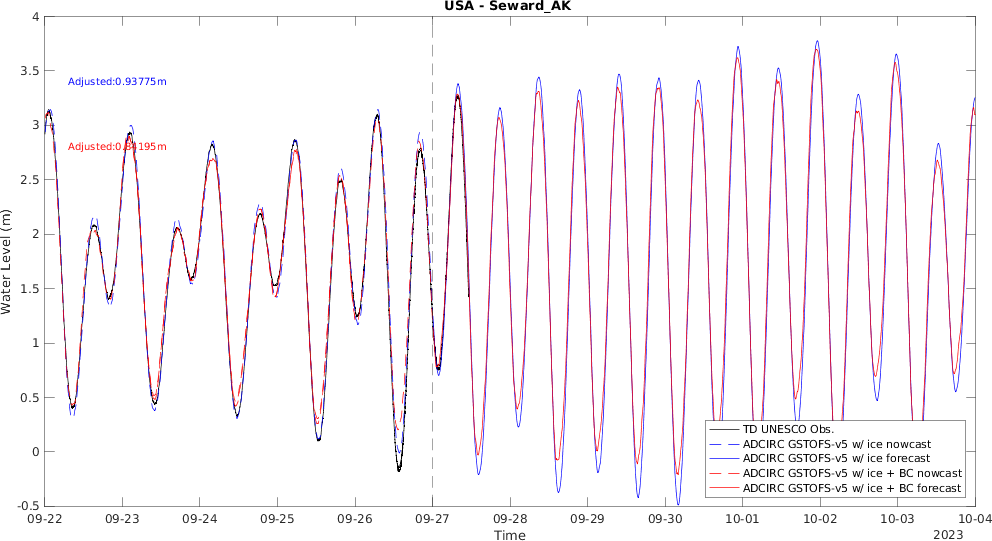 USA - Seward_AK
Water Level (m)
4
3.5
3
2.5
2
1.5
1
0.5
0
-0.5
Adjusted:0.93775m
Adjusted:0.84195m
TD UNESCO Obs.
ADCIRC GSTOFS-v5 w/ ice nowcast
ADCIRC GSTOFS-v5 w/ ice forecast
ADCIRC GSTOFS-v5 w/ ice + BC nowcast
ADCIRC GSTOFS-v5 w/ ice + BC forecast
09-22 09-23 09-24 09-25 09-26 09-27 09-28 09-29 09-30 10-01 10-02 10-03 10-04
Time
2023